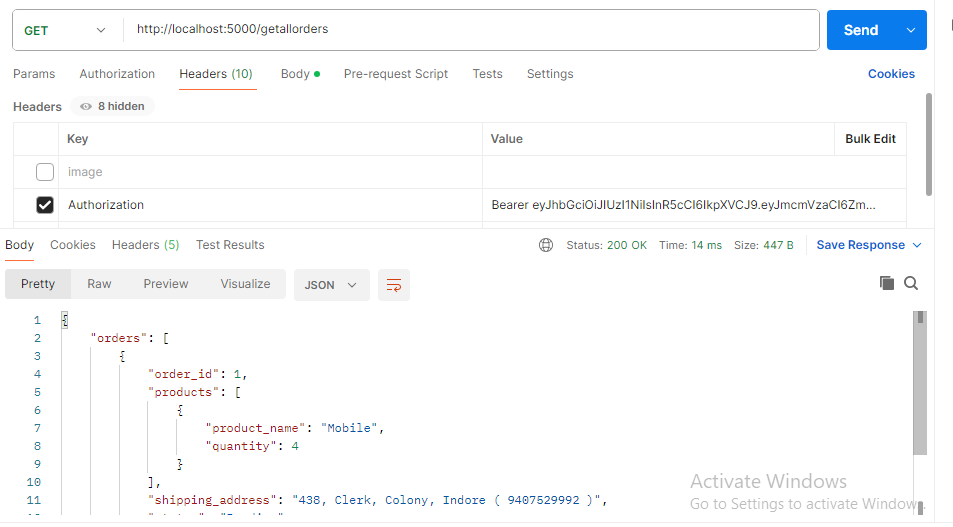 GET http://localhost:5000/getallorders Send
Params Authorization Headers (10) Body Pre-request Script Tests Settings Cookies
Headers 8 hidden
Key Value Bulk Edit
image
Authorization Bearer eyJhbGciOiJIUzI1NiIsInR5cCI6IkpXVCJ9.eyJmcmVzaCI6Zm...
Body Cookies Headers (5) Test Results Status: 200 OK Time: 14 ms Size: 447 B Save Response
Pretty Raw Preview Visualize JSON
1 {
2 "orders": [
3 {
4 "order_id": 1,
5 "products": [
6 {
7 "product_name": "Mobile",
8 "quantity": 4
9 }
10 ],
11 "shipping_address": "438, Clerk, Colony, Indore ( 9407529992 )",
Activate Windows
Go to Settings to activate Windows.